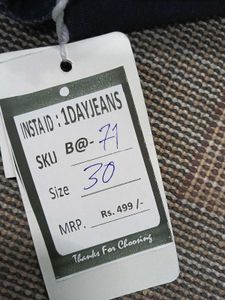 INSTA ID : 1DAYJEANS
SKU B@- 71
Size 30
MRP. Rs. 499 /-
Thanks For Choosing